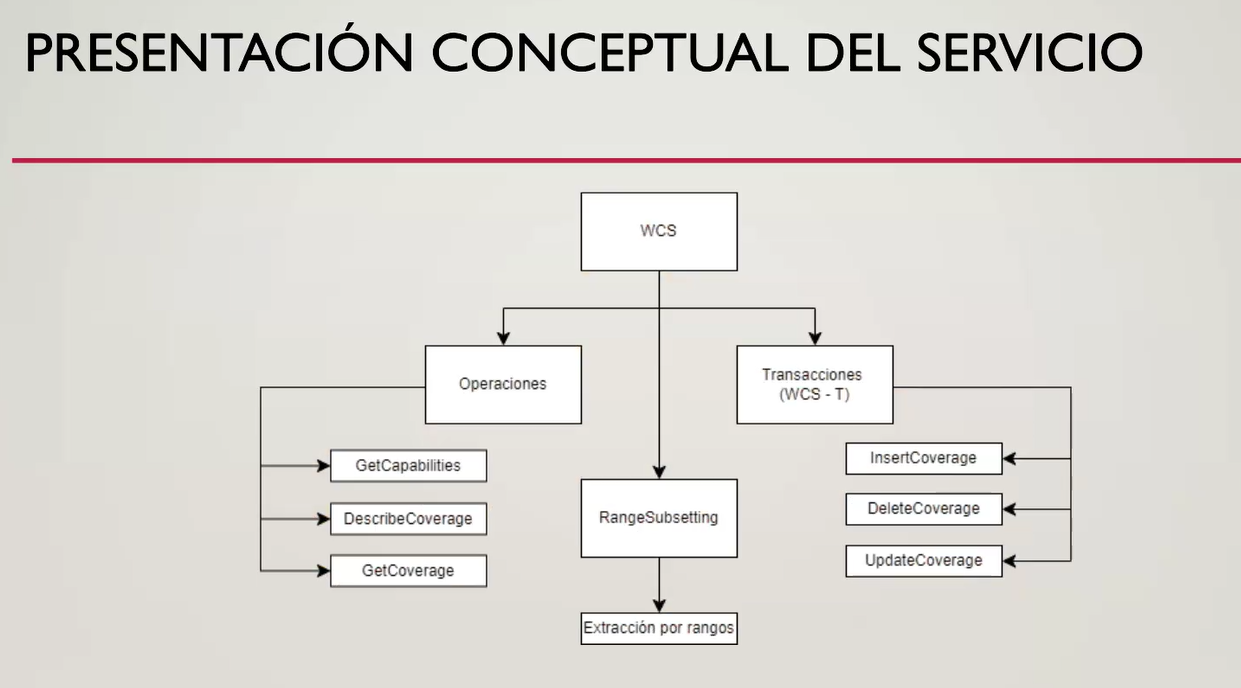 PRESENTACIÓN CONCEPTUAL DEL SERVICIO
WCS
Operaciones
GetCapabilities
DescribeCoverage
GetCoverage
RangeSubsetting
Extracción por rangos
Transacciones
(WCS - T)
InsertCoverage
DeleteCoverage
UpdateCoverage